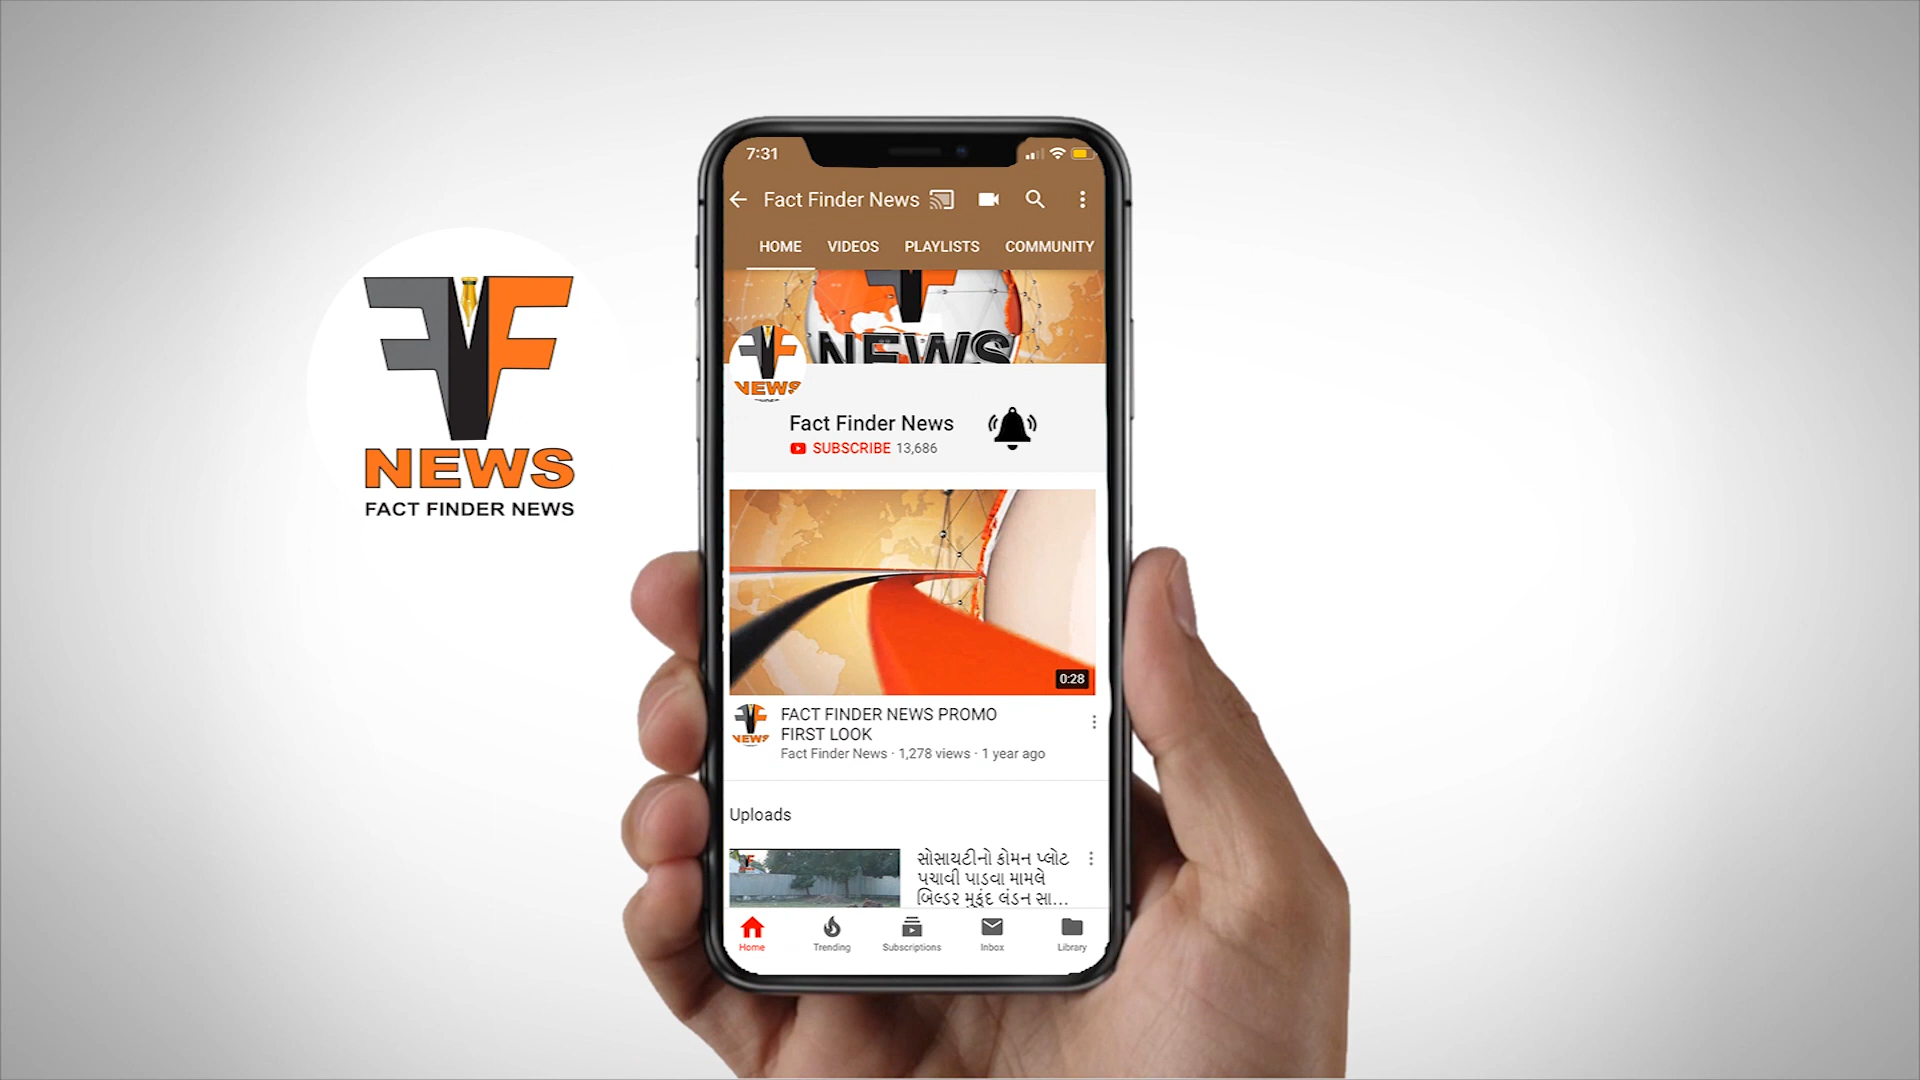 NEWS
FACT FINDER NEWS
7:31
Fact Finder News
HOME VIDEOS PLAYLISTS COMMUNITY
NEWS
NEWS
Fact Finder News
SUBSCRIBE 13,686
0:28
NEWS
FACT FINDER NEWS PROMO
FIRST LOOK
Fact Finder News · 1,278 views · 1 year ago
Uploads
સોસાયટીનો કોમન પ્લોટ
પચાવી પાડવા મામલે
બિલ્ડર મૂકુંદ લંડન સા...
Home Trending Subscriptions Inbox Library